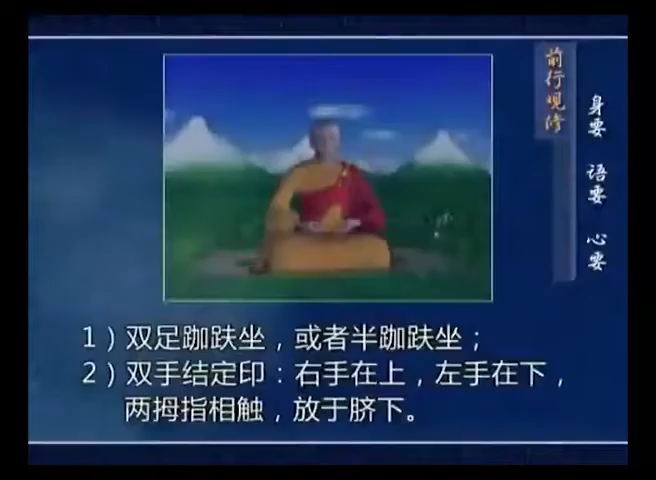 前行观修
身要 语要 心要
1）双足跏趺坐，或者半跏趺坐；
2）双手结定印：右手在上，左手在下，
两拇指相触，放于脐下。